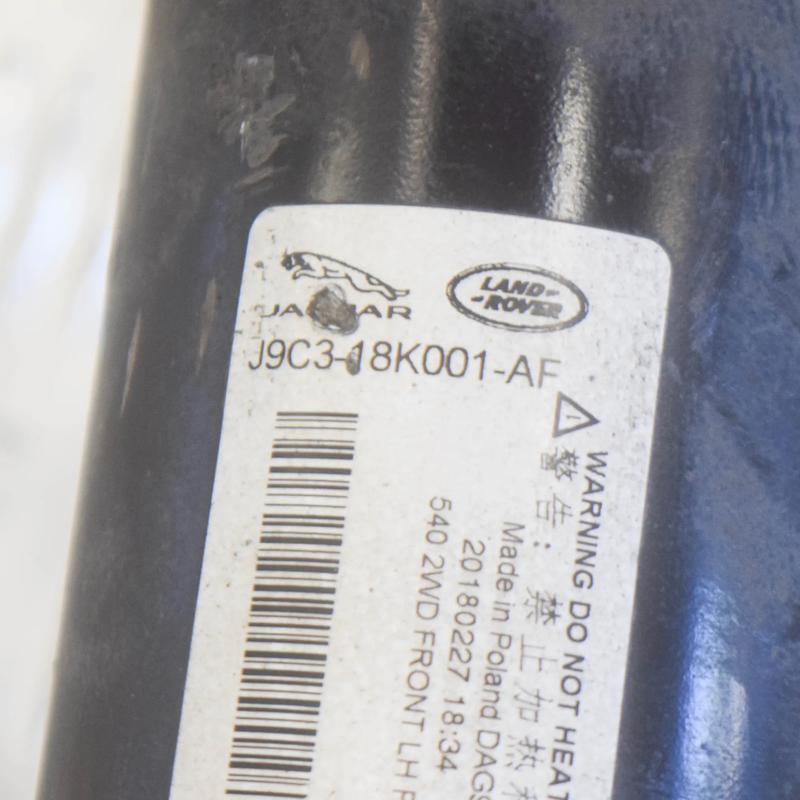 JAGUAR
LAND-
-ROVER
J9C3-18K001-AF
WARNING DO NOT HEAT
警告：禁止加热
Made in Poland
20180227 18:34
540 2WD FRONT LH